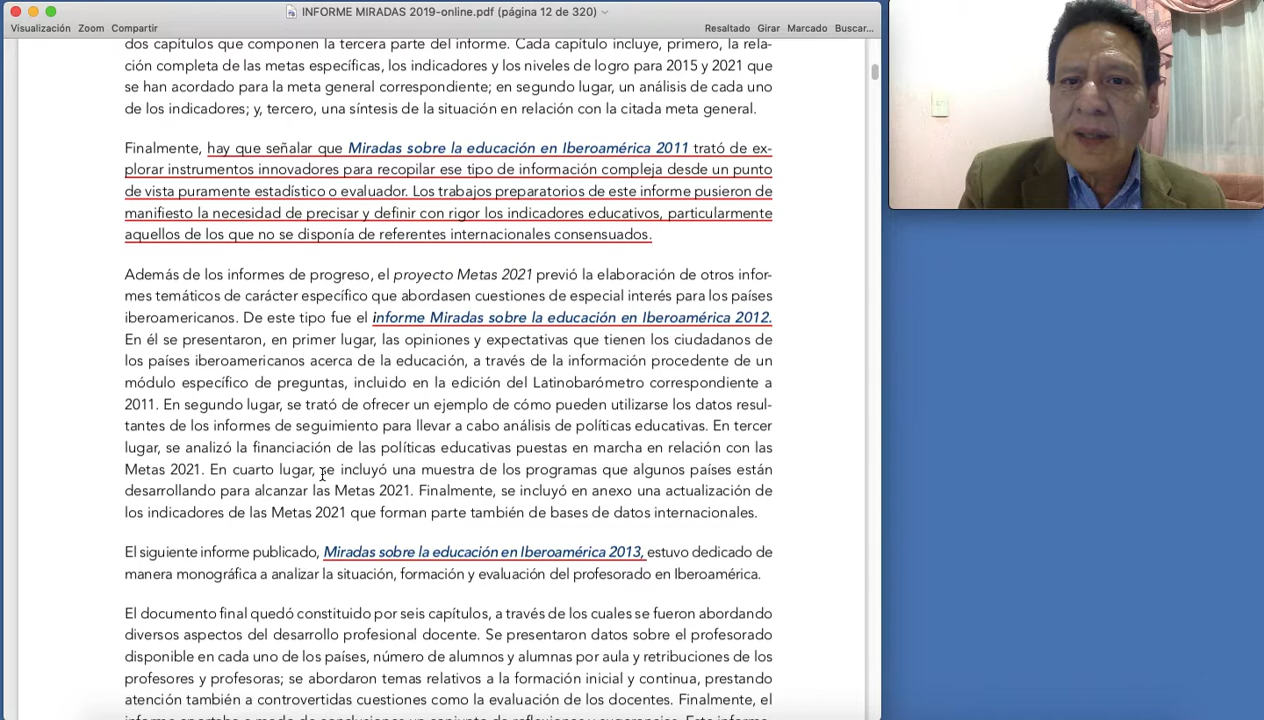 INFORME MIRADAS 2019-online.pdf (página 12 de 320)
Visualización Zoom Compartir Resaltado Girar Marcado Buscar...
dos capítulos que componen la tercera parte del informe. Cada capítulo incluye, primero, la rela-
ción completa de las metas específicas, los indicadores y los niveles de logro para 2015 y 2021 que
se han acordado para la meta general correspondiente; en segundo lugar, un análisis de cada uno
de los indicadores; y, tercero, una síntesis de la situación en relación con la citada meta general.
Finalmente, hay que señalar que Miradas sobre la educación en Iberoamérica 2011 trató de ex-
plorar instrumentos innovadores para recopilar ese tipo de información compleja desde un punto
de vista puramente estadístico o evaluador. Los trabajos preparatorios de este informe pusieron de
manifiesto la necesidad de precisar y definir con rigor los indicadores educativos, particularmente
aquellos de los que no se disponía de referentes internacionales consensuados.
Además de los informes de progreso, el proyecto Metas 2021 previó la elaboración de otros infor-
mes temáticos de carácter específico que abordasen cuestiones de especial interés para los países
iberoamericanos. De este tipo fue el informe Miradas sobre la educación en Iberoamérica 2012.
En él se presentaron, en primer lugar, las opiniones y expectativas que tienen los ciudadanos de
los países iberoamericanos acerca de la educación, a través de la información procedente de un
módulo específico de preguntas, incluido en la edición del Latinobarómetro correspondiente a
2011. En segundo lugar, se trató de ofrecer un ejemplo de cómo pueden utilizarse los datos resul-
tantes de los informes de seguimiento para llevar a cabo análisis de políticas educativas. En tercer
lugar, se analizó la financiación de las políticas educativas puestas en marcha en relación con las
Metas 2021. En cuarto lugar, se incluyó una muestra de los programas que algunos países están
desarrollando para alcanzar las Metas 2021. Finalmente, se incluyó en anexo una actualización de
los indicadores de las Metas 2021 que forman parte también de bases de datos internacionales.
El siguiente informe publicado, Miradas sobre la educación en Iberoamérica 2013, estuvo dedicado de
manera monográfica a analizar la situación, formación y evaluación del profesorado en Iberoamérica.
El documento final quedó constituido por seis capítulos, a través de los cuales se fueron abordando
diversos aspectos del desarrollo profesional docente. Se presentaron datos sobre el profesorado
disponible en cada uno de los países, número de alumnos y alumnas por aula y retribuciones de los
profesores y profesoras; se abordaron temas relativos a la formación inicial y continua, prestando
atención también a controvertidas cuestiones como la evaluación de los docentes. Finalmente, el